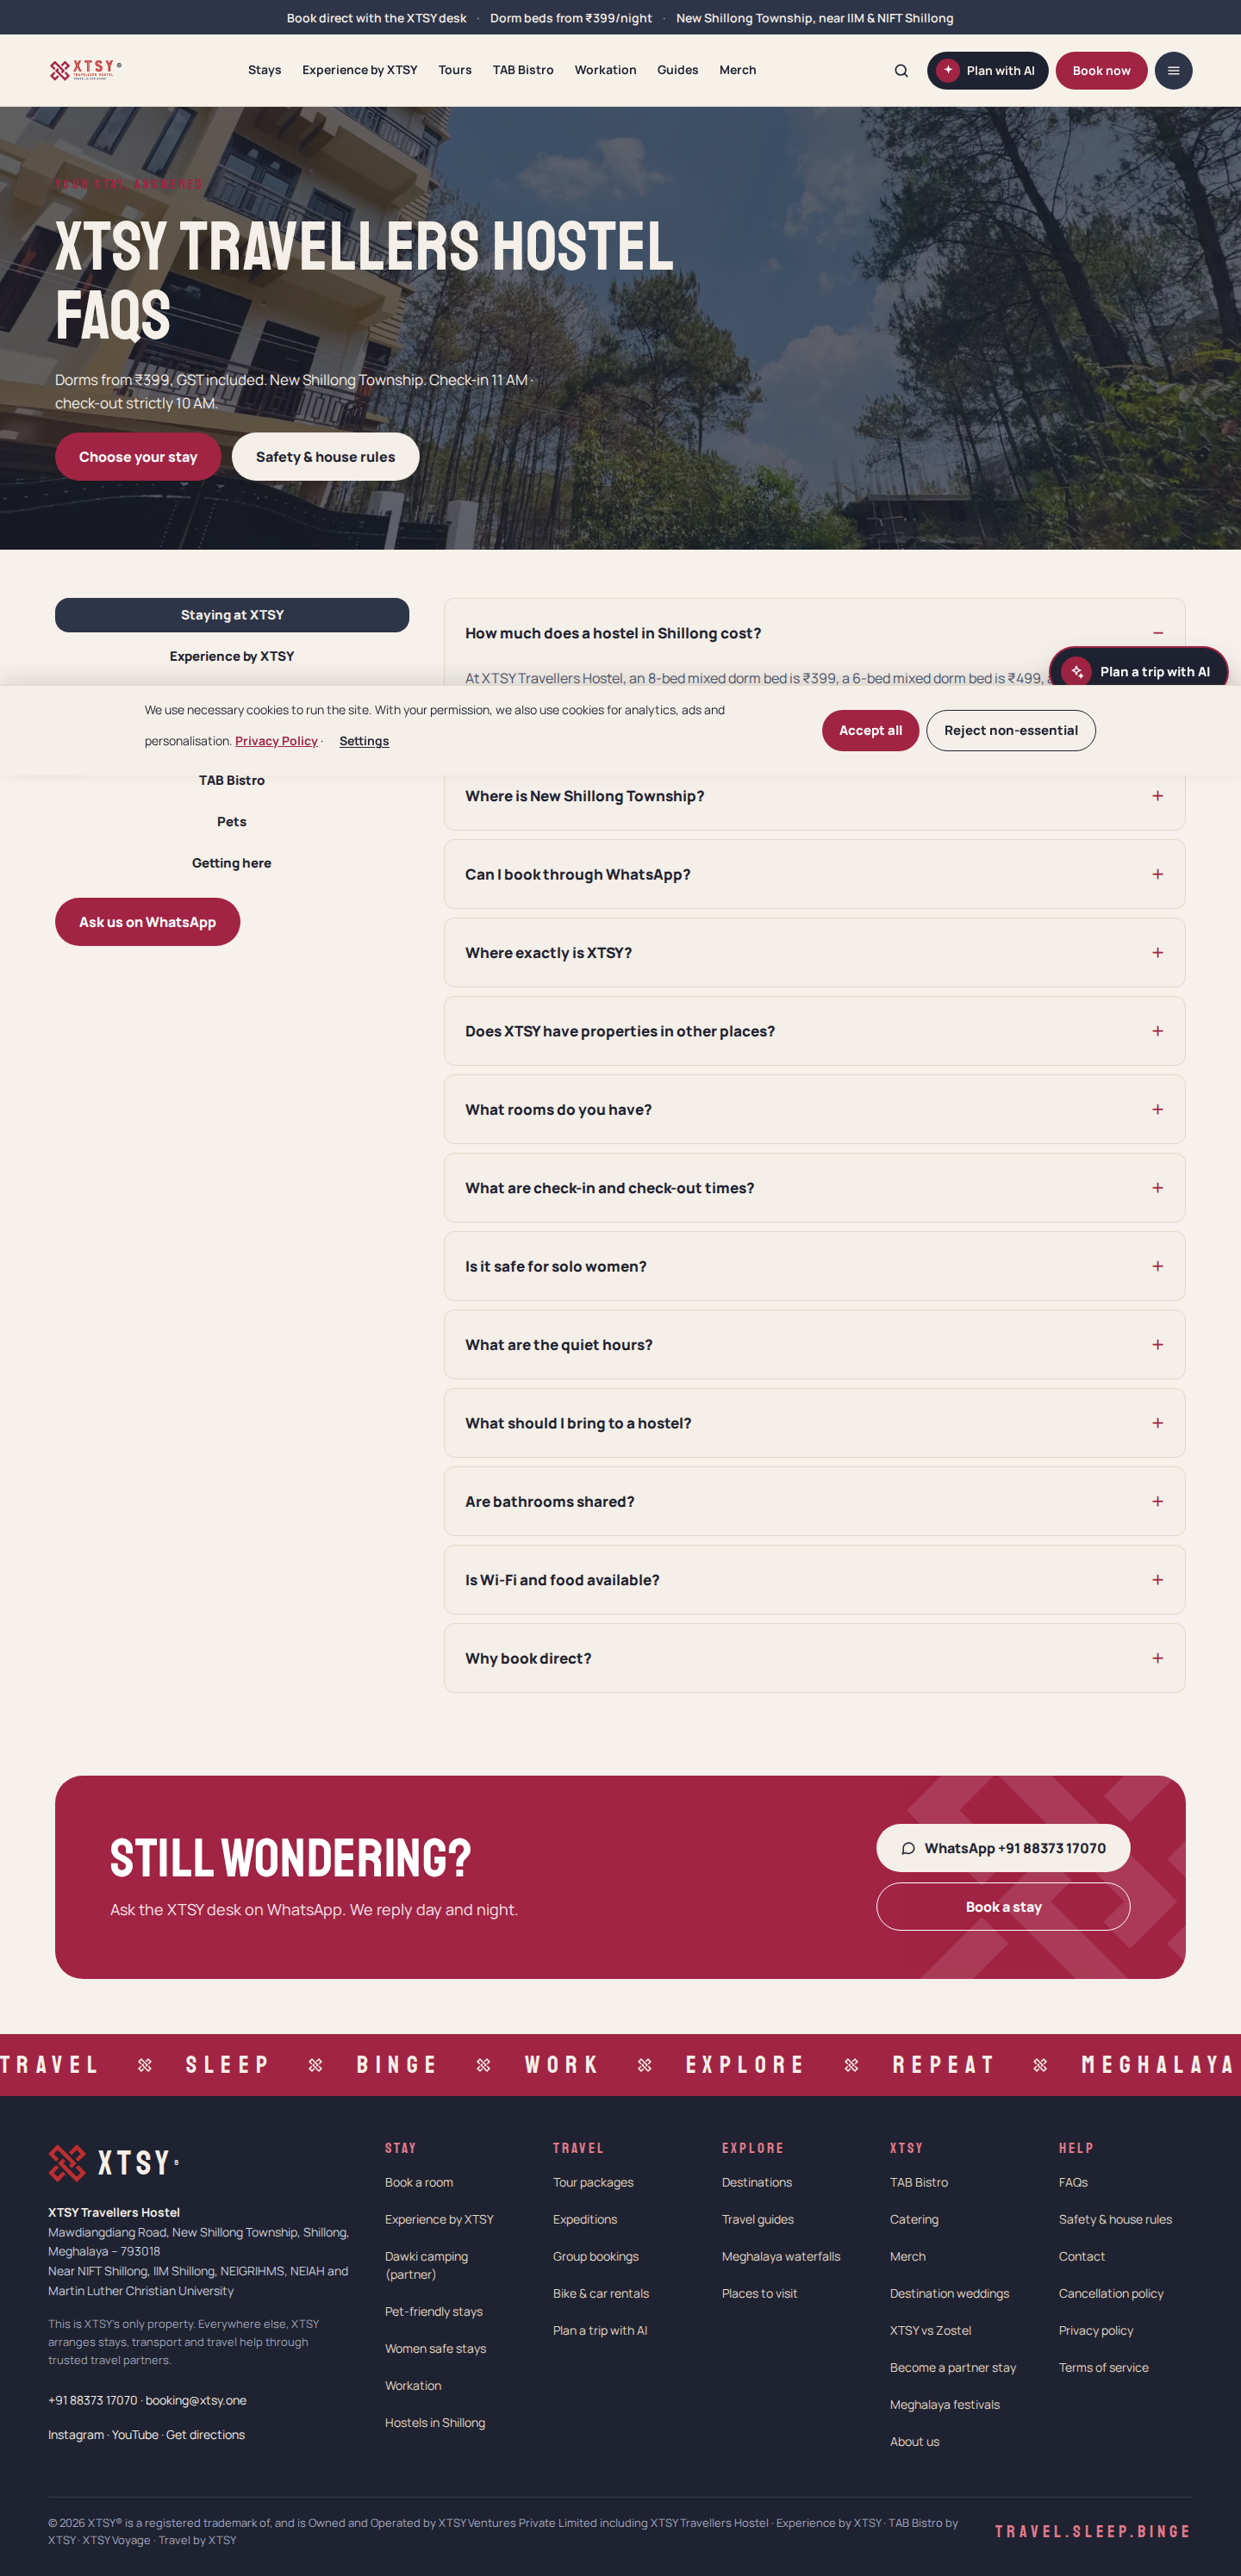 Book direct with the XTSY desk · Dorm beds from ₹399/night · New Shillong Township, near IIM & NIFT Shillong
XTSY®
TRAVELLERS HOSTEL
Stays
Experience by XTSY
Tours
TAB Bistro
Workation
Guides
Merch
Plan with AI
Book now
YOUR STAY, ANSWERED
XTSY TRAVELLERS HOSTEL
FAQS
Dorms from ₹399, GST included. New Shillong Township. Check-in 11 AM ·
check-out strictly 10 AM.
Choose your stay
Safety & house rules
Staying at XTSY
Experience by XTSY
TAB Bistro
Pets
Getting here
Ask us on WhatsApp
How much does a hostel in Shillong cost?
At XTSY Travellers Hostel, an 8-bed mixed dorm bed is ₹399, a 6-bed mixed dorm bed is ₹499,
Plan a trip with AI
We use necessary cookies to run the site. With your permission, we also use cookies for analytics, ads and
personalisation. Privacy Policy · Settings
Accept all
Reject non-essential
Where is New Shillong Township?
Can I book through WhatsApp?
Where exactly is XTSY?
Does XTSY have properties in other places?
What rooms do you have?
What are check-in and check-out times?
Is it safe for solo women?
What are the quiet hours?
What should I bring to a hostel?
Are bathrooms shared?
Is Wi-Fi and food available?
Why book direct?
STILL WONDERING?
Ask the XTSY desk on WhatsApp. We reply day and night.
WhatsApp +91 88373 17070
Book a stay
TRAVEL SLEEP BINGE WORK EXPLORE REPEAT MEGHALAYA
XTSY®
XTSY Travellers Hostel
Mawdiangdiang Road, New Shillong Township, Shillong,
Meghalaya – 793018
Near NIFT Shillong, IIM Shillong, NEIGRIHMS, NEIAH and
Martin Luther Christian University
This is XTSY's only property. Everywhere else, XTSY
arranges stays, transport and travel help through
trusted travel partners.
+91 88373 17070 · booking@xtsy.one
Instagram · YouTube · Get directions
STAY
Book a room
Experience by XTSY
Dawki camping
(partner)
Pet-friendly stays
Women safe stays
Workation
Hostels in Shillong
TRAVEL
Tour packages
Expeditions
Group bookings
Bike & car rentals
Plan a trip with AI
EXPLORE
Destinations
Travel guides
Meghalaya waterfalls
Places to visit
XTSY
TAB Bistro
Catering
Merch
Destination weddings
XTSY vs Zostel
Become a partner stay
Meghalaya festivals
About us
HELP
FAQs
Safety & house rules
Contact
Cancellation policy
Privacy policy
Terms of service
© 2026 XTSY® is a registered trademark of, and is Owned and Operated by XTSY Ventures Private Limited including XTSY Travellers Hostel · Experience by XTSY · TAB Bistro by
XTSY · XTSY Voyage · Travel by XTSY
TRAVEL.SLEEP.BINGE